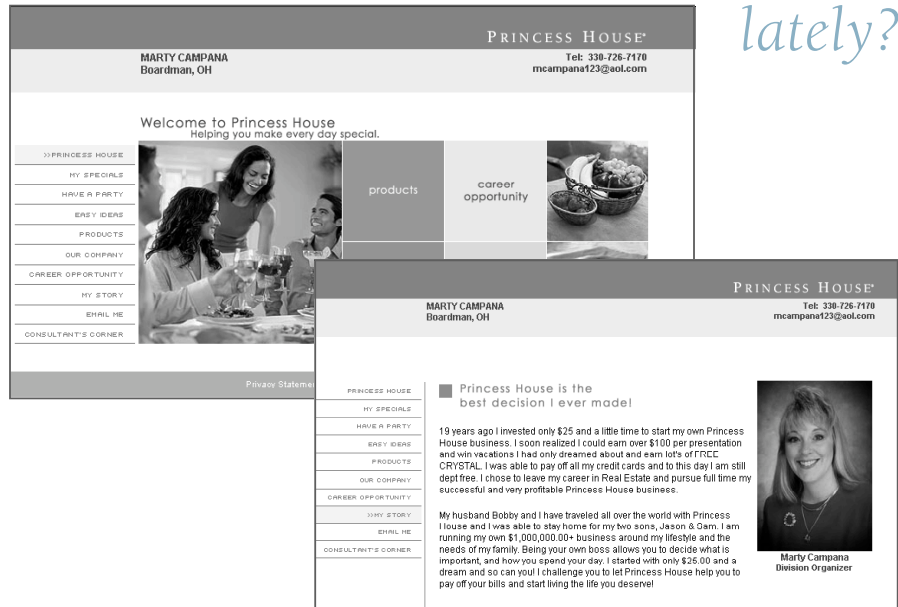 lately?
PRINCESS HOUSE®
MARTY CAMPANA
Boardman, OH
Tel: 330-726-7170
mcampana123@aol.com
Welcome to Princess House
Helping you make every day special.
>>PRINCESS HOUSE
MY SPECIALS
HAVE A PARTY
EASY IDEAS
PRODUCTS
OUR COMPANY
CAREER OPPORTUNITY
MY STORY
EMAIL ME
CONSULTANT'S CORNER
products
career
opportunity
Privacy Stateme
PRINCESS HOUSE®
MARTY CAMPANA
Boardman, OH
Tel: 330-726-7170
mcampana123@aol.com
PRINCESS HOUSE
MY SPECIALS
HAVE A PARTY
EASY IDEAS
PRODUCTS
OUR COMPANY
CAREER OPPORTUNITY
>>MY STORY
EMAIL ME
CONSULTANT'S CORNER
Princess House is the
best decision I ever made!
19 years ago I invested only $25 and a little time to start my own Princess
House business. I soon realized I could earn over $100 per presentation
and win vacations I had only dreamed about and earn lot's of FREE
CRYSTAL. I was able to pay off all my credit cards and to this day I am still
dept free. I chose to leave my career in Real Estate and pursue full time my
successful and very profitable Princess House business.
My husband Bobby and I have traveled all over the world with Princess
House and I was able to stay home for my two sons, Jason & Sam. I am
running my own $1,000,000.00+ business around my lifestyle and the
needs of my family. Being your own boss allows you to decide what is
important, and how you spend your day. I started with only $25.00 and a
dream and so can you! I challenge you to let Princess House help you to
pay off your bills and start living the life you deserve!
Marty Campana
Division Organizer